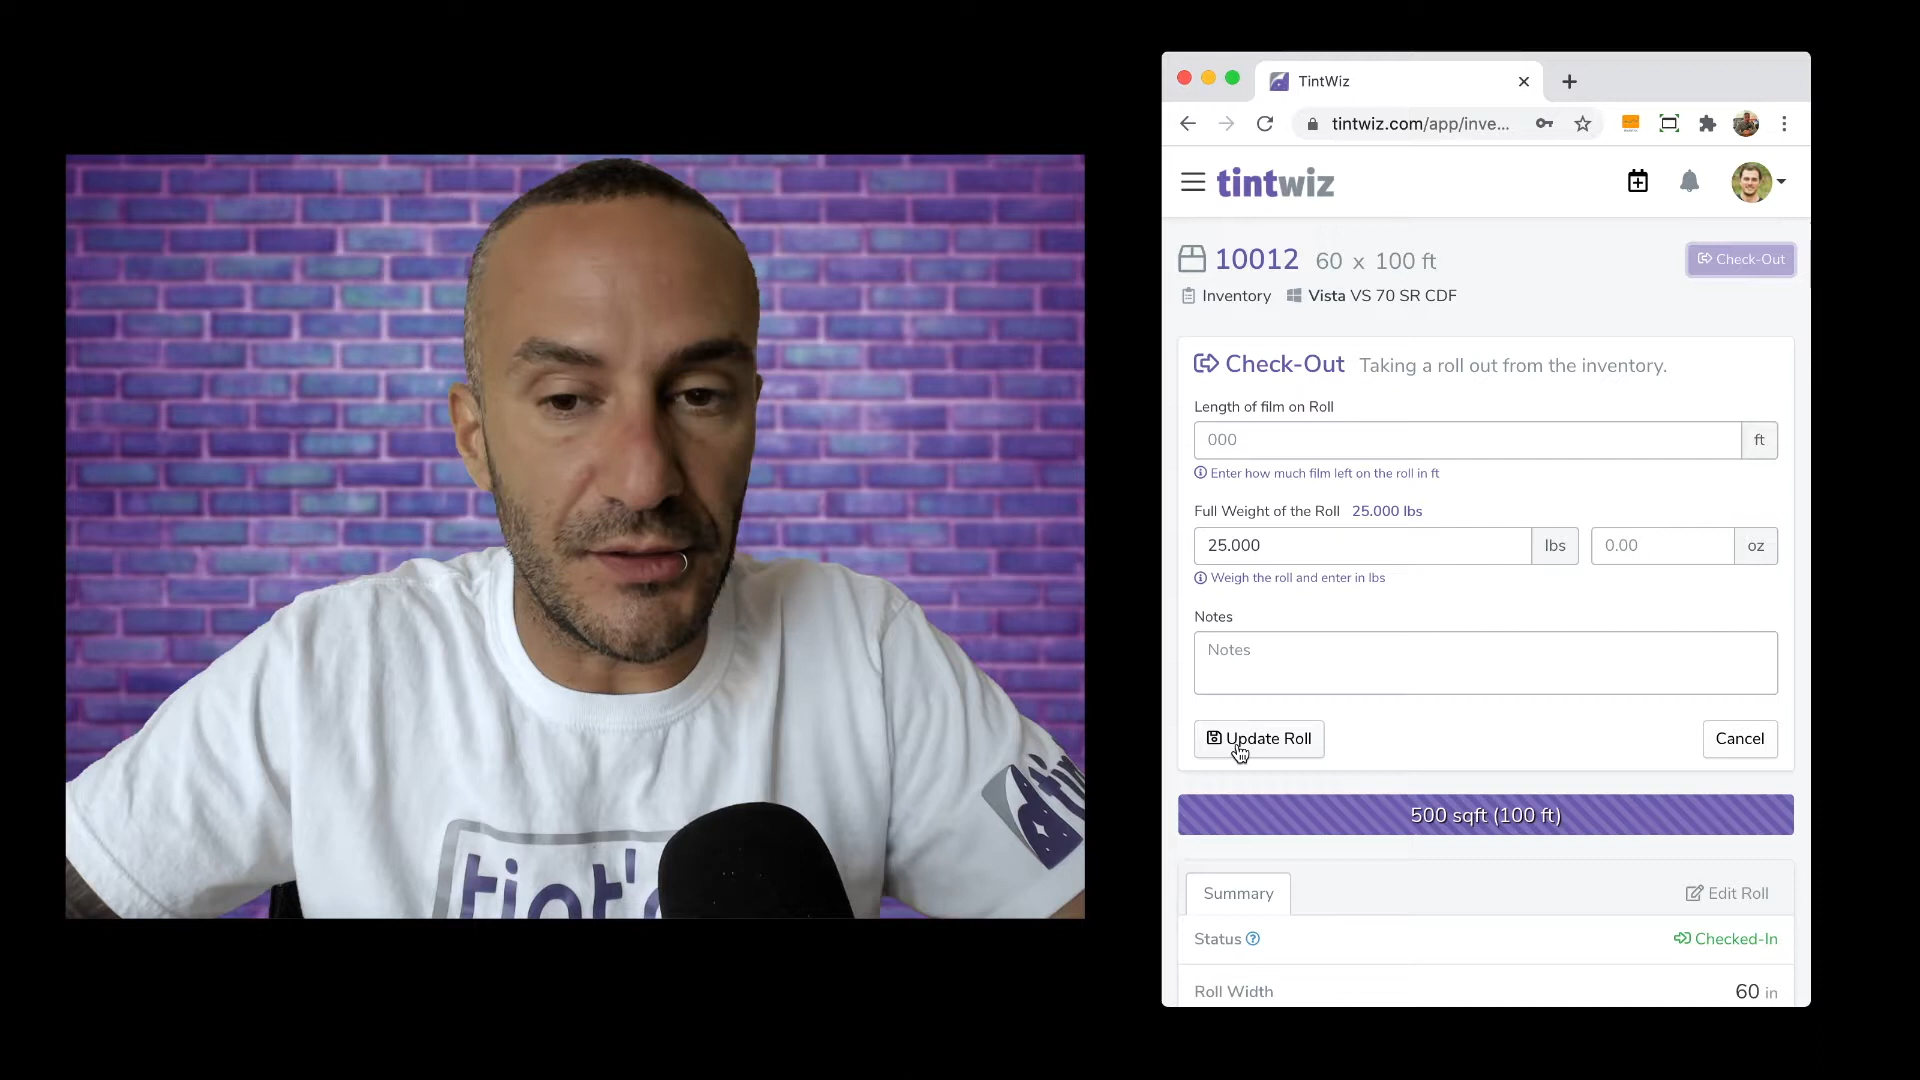 TintWiz
tintwiz.com/app/inve...
tintwiz
10012 60 x 100 ft
Check-Out
Inventory Vista VS 70 SR CDF
Check-Out Taking a roll out from the inventory.
Length of film on Roll
000 ft
Enter how much film left on the roll in ft
Full Weight of the Roll 25.000 lbs
25.000 lbs 0.00 oz
Weigh the roll and enter in lbs
Notes
Notes
Update Roll Cancel
500 sqft (100 ft)
Summary Edit Roll
Status Checked-In
Roll Width 60 in